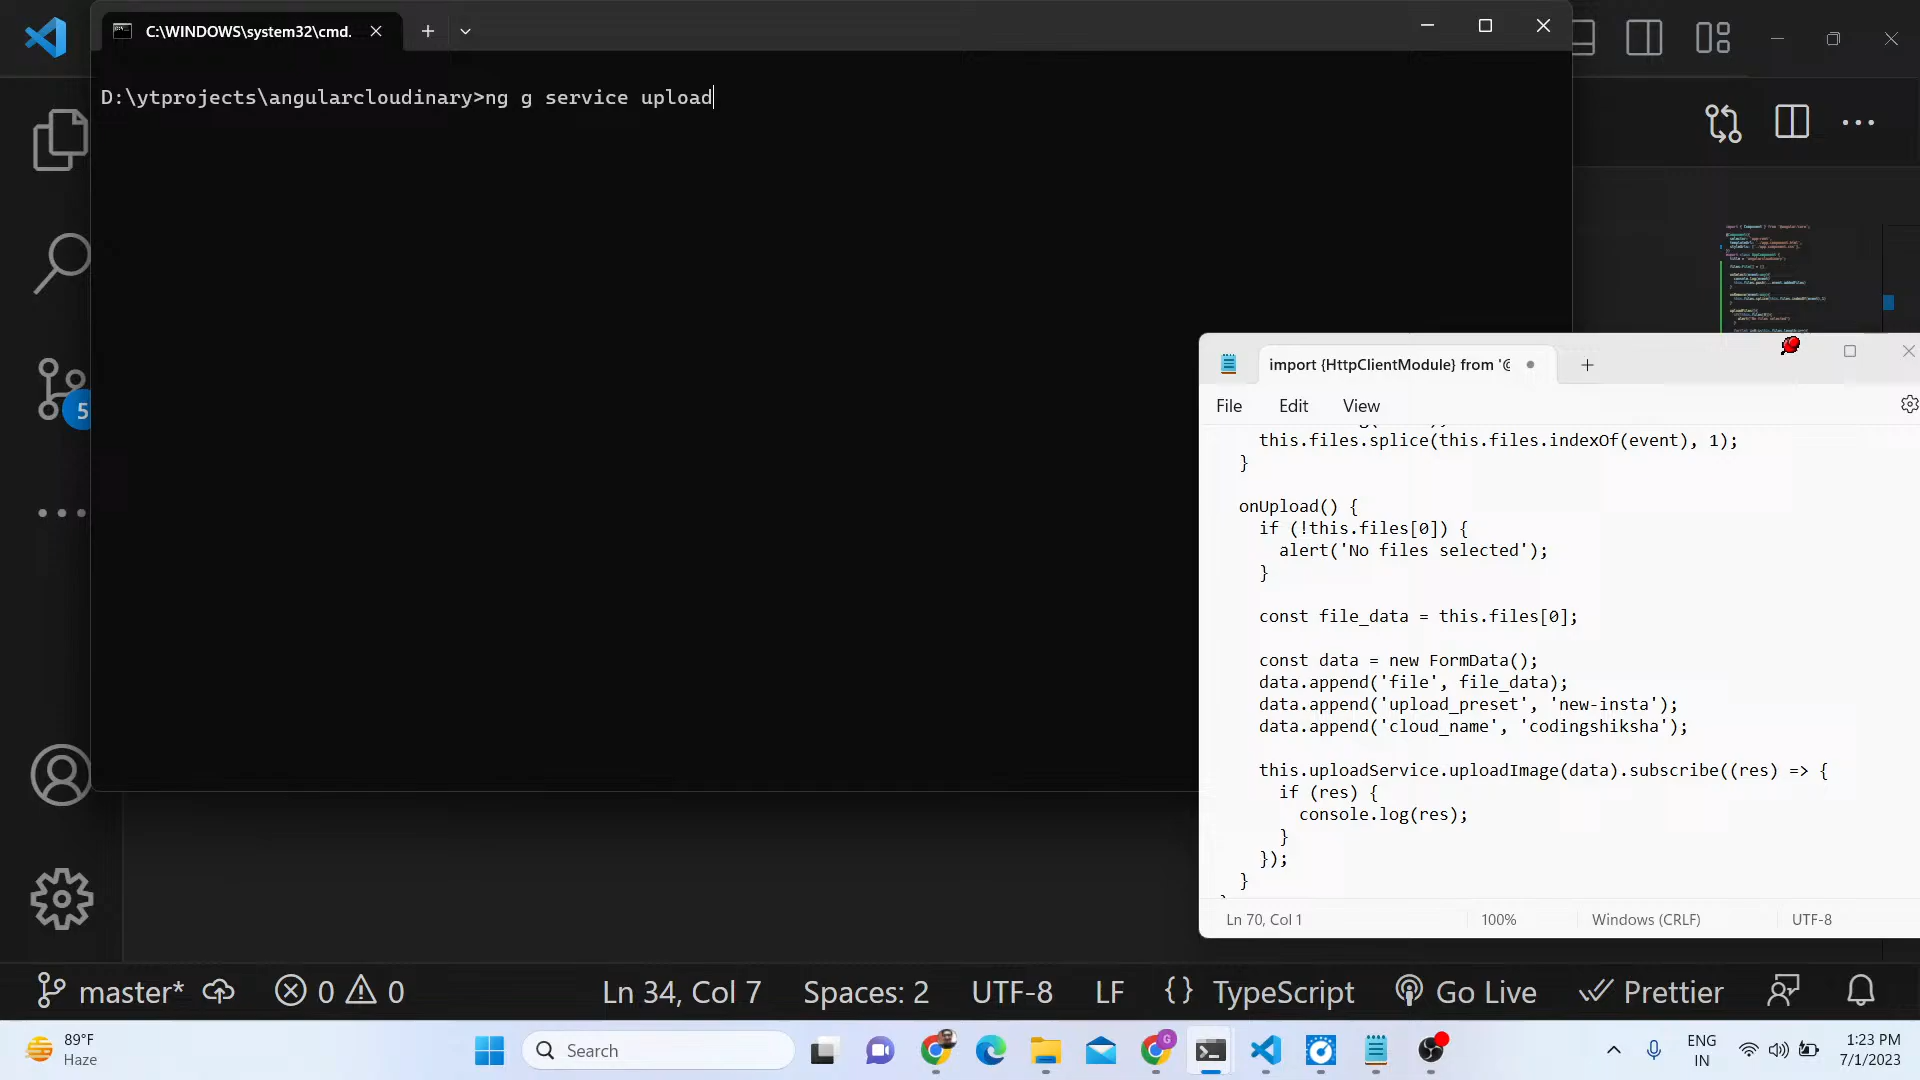 C:\WINDOWS\system32\cmd.
D:\ytprojects\angularcloudinary>ng g service upload
5
import {HttpClientModule} from '@
File Edit View
this.files.splice(this.files.indexOf(event), 1);
}
onUpload() {
if (!this.files[0]) {
alert('No files selected');
}
const file_data = this.files[0];
const data = new FormData();
data.append('file', file_data);
data.append('upload_preset', 'new-insta');
data.append('cloud_name', 'codingshiksha');
this.uploadService.uploadImage(data).subscribe((res) => {
if (res) {
console.log(res);
}
});
}
Ln 70, Col 1 100% Windows (CRLF) UTF-8
master* 0 0 Ln 34, Col 7 Spaces: 2 UTF-8 LF {} TypeScript Go Live Prettier
89°F
Haze
Search
G
ENG
IN
1:23 PM
7/1/2023